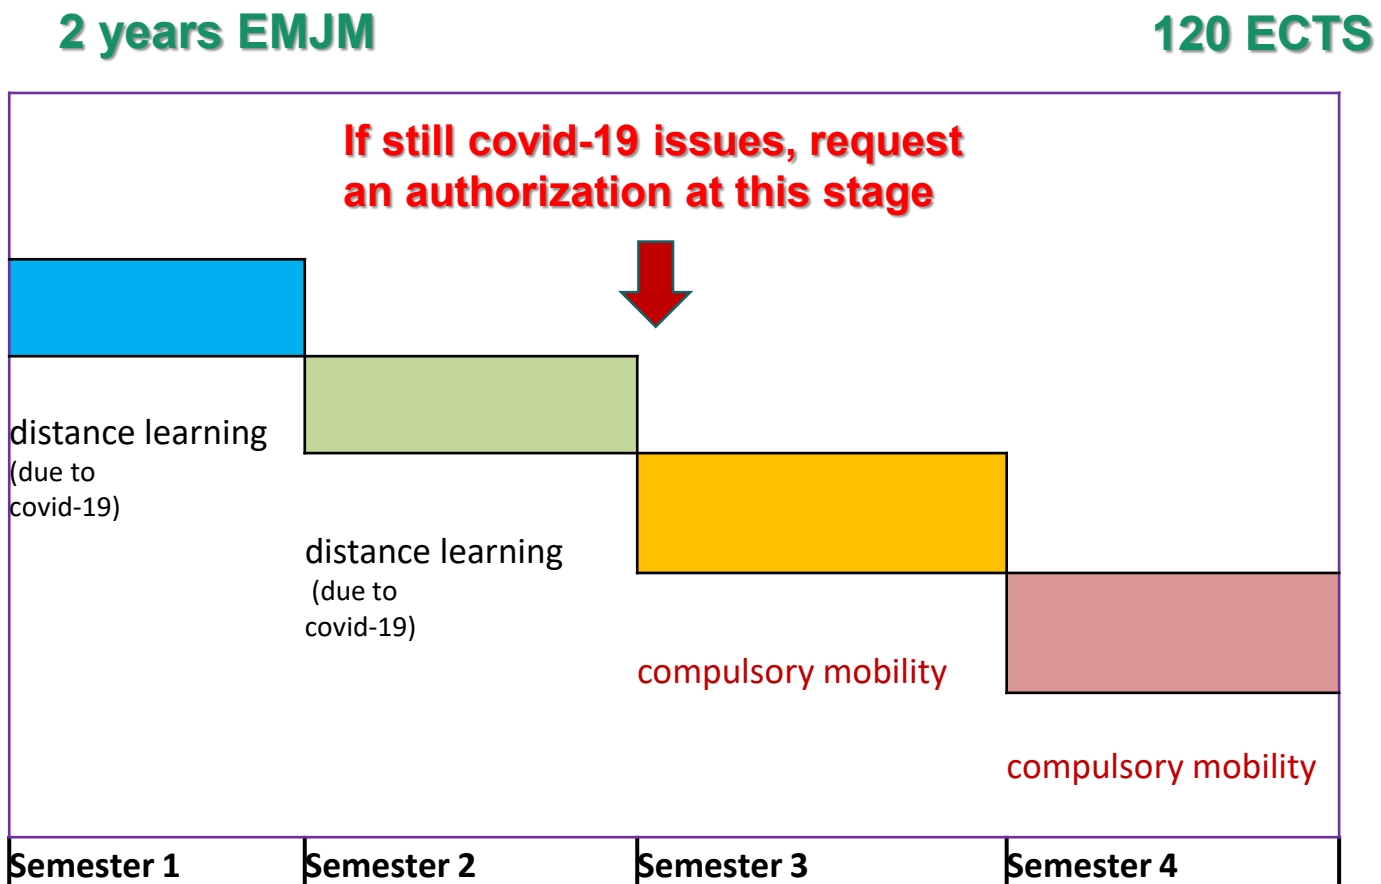 2 years EMJM
120 ECTS
If still covid-19 issues, request
an authorization at this stage
distance learning
(due to
covid-19)
distance learning
(due to
covid-19)
compulsory mobility
compulsory mobility
Semester 1
Semester 2
Semester 3
Semester 4